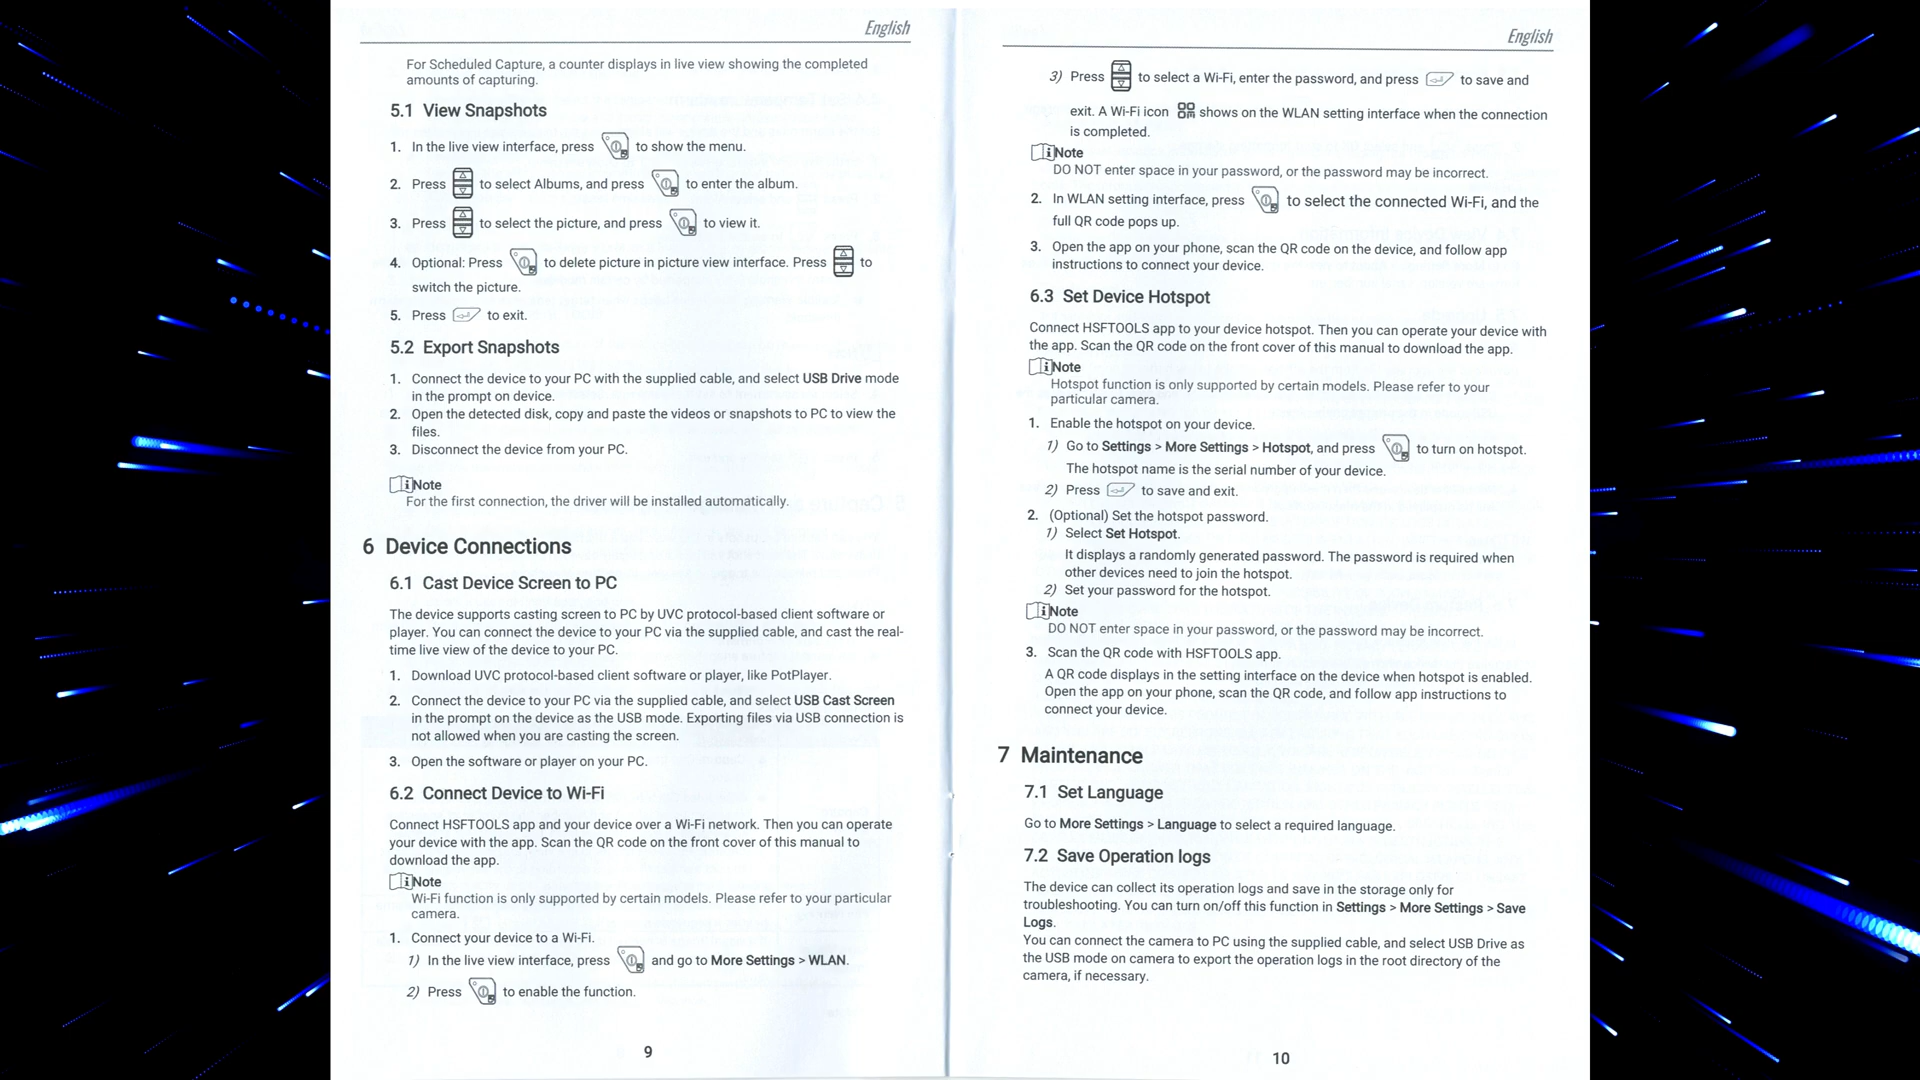 English
For Scheduled Capture, a counter displays in live view showing the completed
amounts of capturing.
5.1 View Snapshots
1. In the live view interface, press to show the menu.
2. Press to select Albums, and press to enter the album.
3. Press to select the picture, and press to view it.
4. Optional: Press to delete picture in picture view interface. Press to
switch the picture.
5. Press to exit.
5.2 Export Snapshots
1. Connect the device to your PC with the supplied cable, and select USB Drive mode
in the prompt on device.
2. Open the detected disk, copy and paste the videos or snapshots to PC to view the
files.
3. Disconnect the device from your PC.
Note
For the first connection, the driver will be installed automatically.
6 Device Connections
6.1 Cast Device Screen to PC
The device supports casting screen to PC by UVC protocol-based client software or
player. You can connect the device to your PC via the supplied cable, and cast the real-
time live view of the device to your PC.
1. Download UVC protocol-based client software or player, like PotPlayer.
2. Connect the device to your PC via the supplied cable, and select USB Cast Screen
in the prompt on the device as the USB mode. Exporting files via USB connection is
not allowed when you are casting the screen.
3. Open the software or player on your PC.
6.2 Connect Device to Wi-Fi
Connect HSFTOOLS app and your device over a Wi-Fi network. Then you can operate
your device with the app. Scan the QR code on the front cover of this manual to
download the app.
Note
Wi-Fi function is only supported by certain models. Please refer to your particular
camera.
1. Connect your device to a Wi-Fi.
1) In the live view interface, press and go to More Settings > WLAN.
2) Press to enable the function.
9
English
3) Press to select a Wi-Fi, enter the password, and press to save and
exit. A Wi-Fi icon shows on the WLAN setting interface when the connection
is completed.
Note
DO NOT enter space in your password, or the password may be incorrect.
2. In WLAN setting interface, press to select the connected Wi-Fi, and the
full QR code pops up.
3. Open the app on your phone, scan the QR code on the device, and follow app
instructions to connect your device.
6.3 Set Device Hotspot
Connect HSFTOOLS app to your device hotspot. Then you can operate your device with
the app. Scan the QR code on the front cover of this manual to download the app.
Note
Hotspot function is only supported by certain models. Please refer to your
particular camera.
1. Enable the hotspot on your device.
1) Go to Settings > More Settings > Hotspot, and press to turn on hotspot.
The hotspot name is the serial number of your device.
2) Press to save and exit.
2. (Optional) Set the hotspot password.
1) Select Set Hotspot.
It displays a randomly generated password. The password is required when
other devices need to join the hotspot.
2) Set your password for the hotspot.
Note
DO NOT enter space in your password, or the password may be incorrect.
3. Scan the QR code with HSFTOOLS app.
A QR code displays in the setting interface on the device when hotspot is enabled.
Open the app on your phone, scan the QR code, and follow app instructions to
connect your device.
7 Maintenance
7.1 Set Language
Go to More Settings > Language to select a required language.
7.2 Save Operation logs
The device can collect its operation logs and save in the storage only for
troubleshooting. You can turn on/off this function in Settings > More Settings > Save
Logs.
You can connect the camera to PC using the supplied cable, and select USB Drive as
the USB mode on camera to export the operation logs in the root directory of the
camera, if necessary.
10